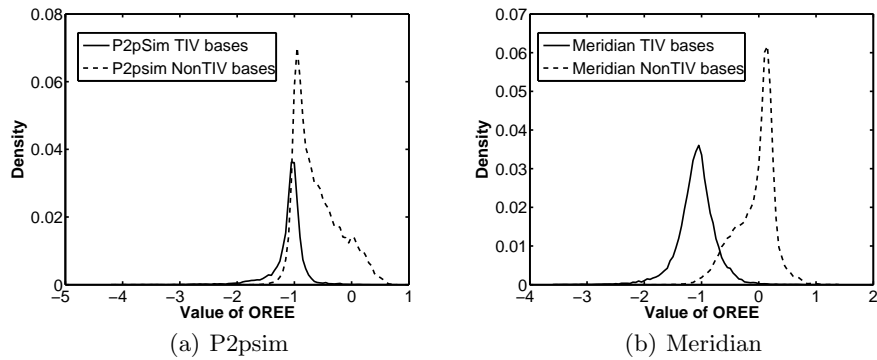 0.08
0.06
0.04
0.02
0
Density
P2pSim TIV bases
P2psim NonTIV bases
−5 −4 −3 −2 −1 0 1
Value of OREE
(a) P2psim
0.07
0.06
0.05
0.04
0.03
0.02
0.01
0
Density
Meridian TIV bases
Meridian NonTIV bases
−4 −3 −2 −1 0 1 2
Value of OREE
(b) Meridian